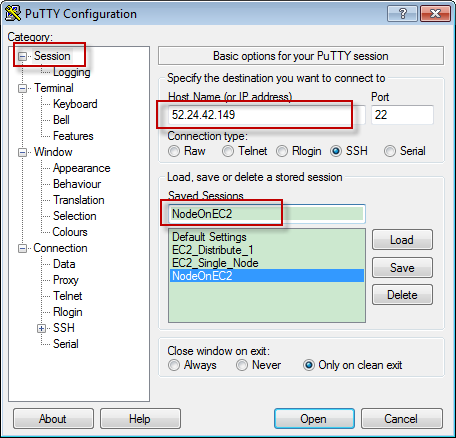 PuTTY Configuration
?
Category:
Session
Logging
Terminal
Keyboard
Bell
Features
Window
Appearance
Behaviour
Translation
Selection
Colours
Connection
Data
Proxy
Telnet
Rlogin
SSH
Serial
Basic options for your PuTTY session
Specify the destination you want to connect to
Host Name (or IP address) Port
52.24.42.149 22
Connection type:
Raw Telnet Rlogin SSH Serial
Load, save or delete a stored session
Saved Sessions
NodeOnEC2
Default Settings
EC2_Distribute_1
EC2_Single_Node
NodeOnEC2
Load
Save
Delete
Close window on exit:
Always Never Only on clean exit
About Help Open Cancel